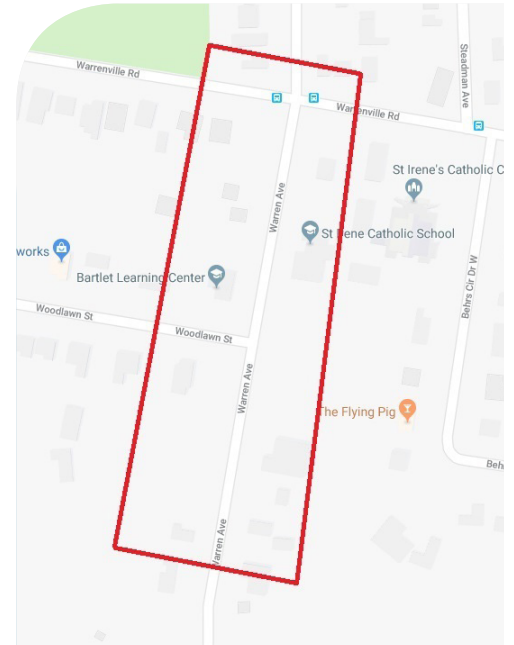 Warrenville Rd
Steadman Ave
Warrenville Rd
St Irene's Catholic C
Warren Ave
St Irene Catholic School
works
Bartlet Learning Center
Behrs Cir Dr W
Woodlawn St
Woodlawn St
Warren Ave
The Flying Pig
Beh
Warren Ave